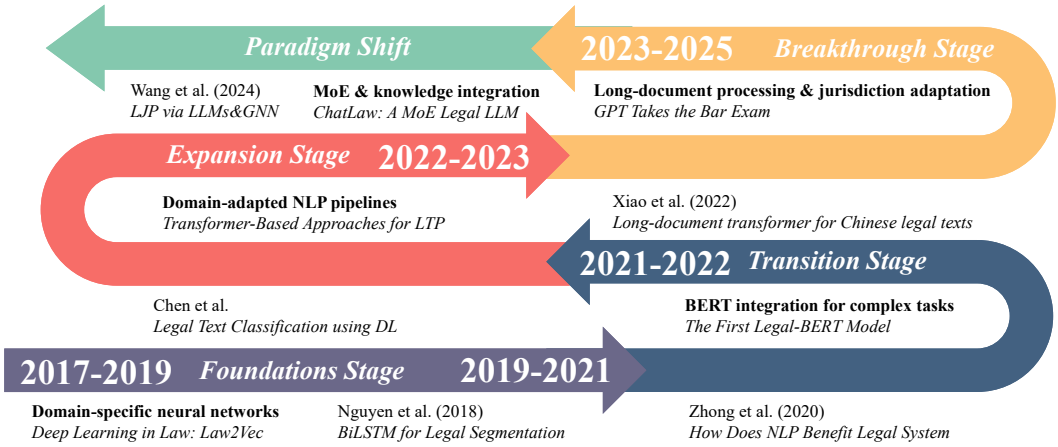 Paradigm Shift
2023-2025 Breakthrough Stage
Wang et al. (2024)
LJP via LLMs&GNN
MoE & knowledge integration
ChatLaw: A MoE Legal LLM
Long-document processing & jurisdiction adaptation
GPT Takes the Bar Exam
Expansion Stage 2022-2023
Domain-adapted NLP pipelines
Transformer-Based Approaches for LTP
Xiao et al. (2022)
Long-document transformer for Chinese legal texts
2021-2022 Transition Stage
Chen et al.
Legal Text Classification using DL
BERT integration for complex tasks
The First Legal-BERT Model
2017-2019 Foundations Stage 2019-2021
Domain-specific neural networks
Deep Learning in Law: Law2Vec
Nguyen et al. (2018)
BiLSTM for Legal Segmentation
Zhong et al. (2020)
How Does NLP Benefit Legal System